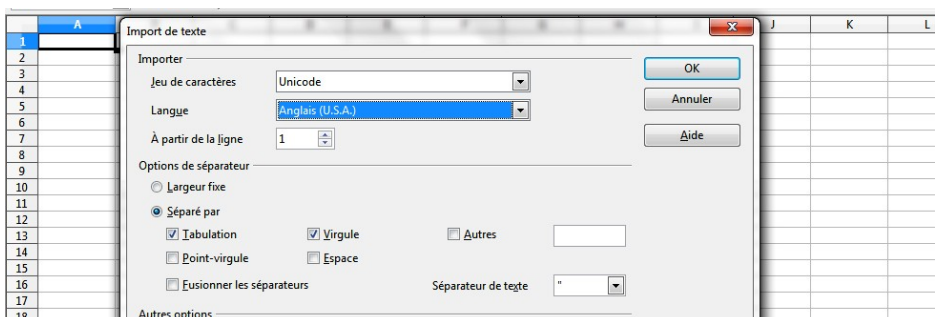 A J K L
Import de texte
1
2
3
4
5
6
7
8
9
10
11
12
13
14
15
16
17
18
Importer
Jeu de caractères Unicode
Langue Anglais (U.S.A.)
À partir de la ligne 1
OK
Annuler
Aide
Options de séparateur
Largeur fixe
Séparé par
Tabulation Virgule Autres
Point-virgule Espace
Fusionner les séparateurs Séparateur de texte "
Autres options